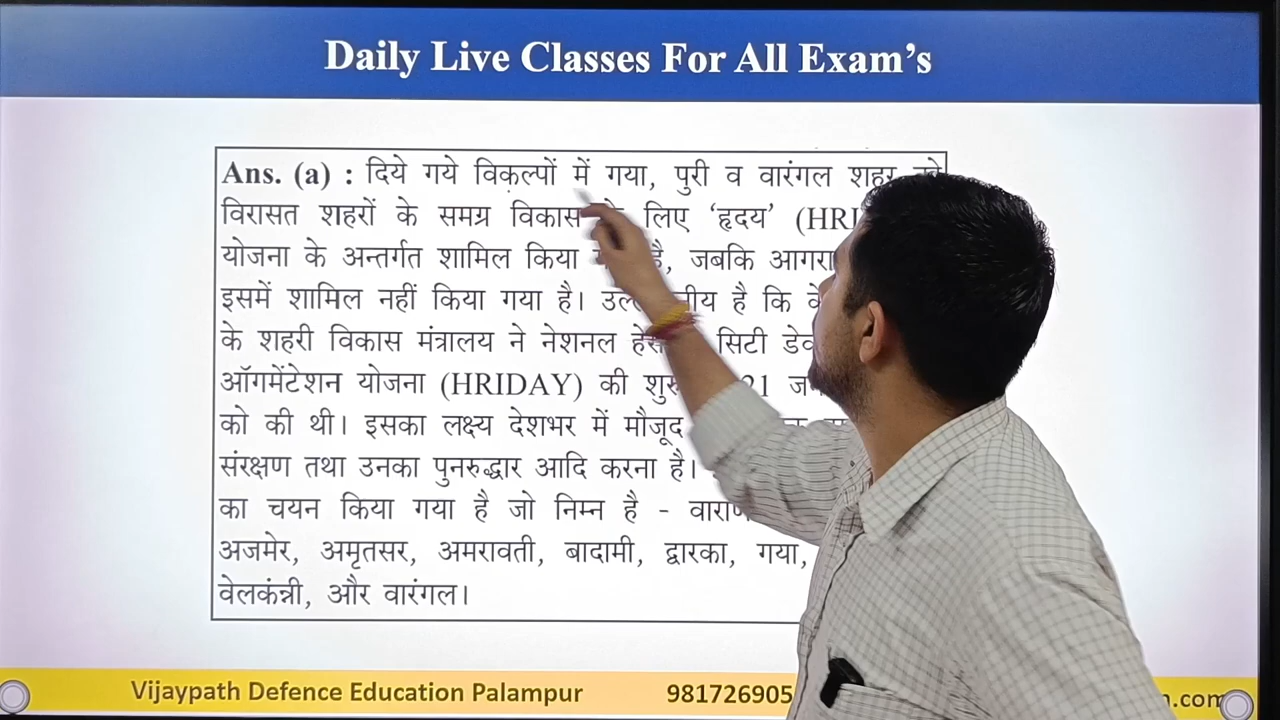 Daily Live Classes For All Exam's
Ans. (a) : दिये गये विकल्पों में गया, पुरी व वारंगल शहर को
विरासत शहरों के समग्र विकास के लिए 'हृदय'
योजना के अन्तर्गत शामिल किया है, जबकि आगरा
इसमें शामिल नहीं किया गया है। है कि
के शहरी विकास मंत्रालय ने नेशनल सिटी
ऑगमेंटेशन योजना (HRIDAY) की 21
को की थी। इसका लक्ष्य देशभर में मौजूद
संरक्षण तथा उनका पुनरुद्धार आदि करना है।
का चयन किया गया है जो निम्न है -
अजमेर, अमृतसर, अमरावती, बादामी, द्वारका, गया,
वेलकंन्नी, और वारंगल।
Vijaypath Defence Education Palampur 981726905